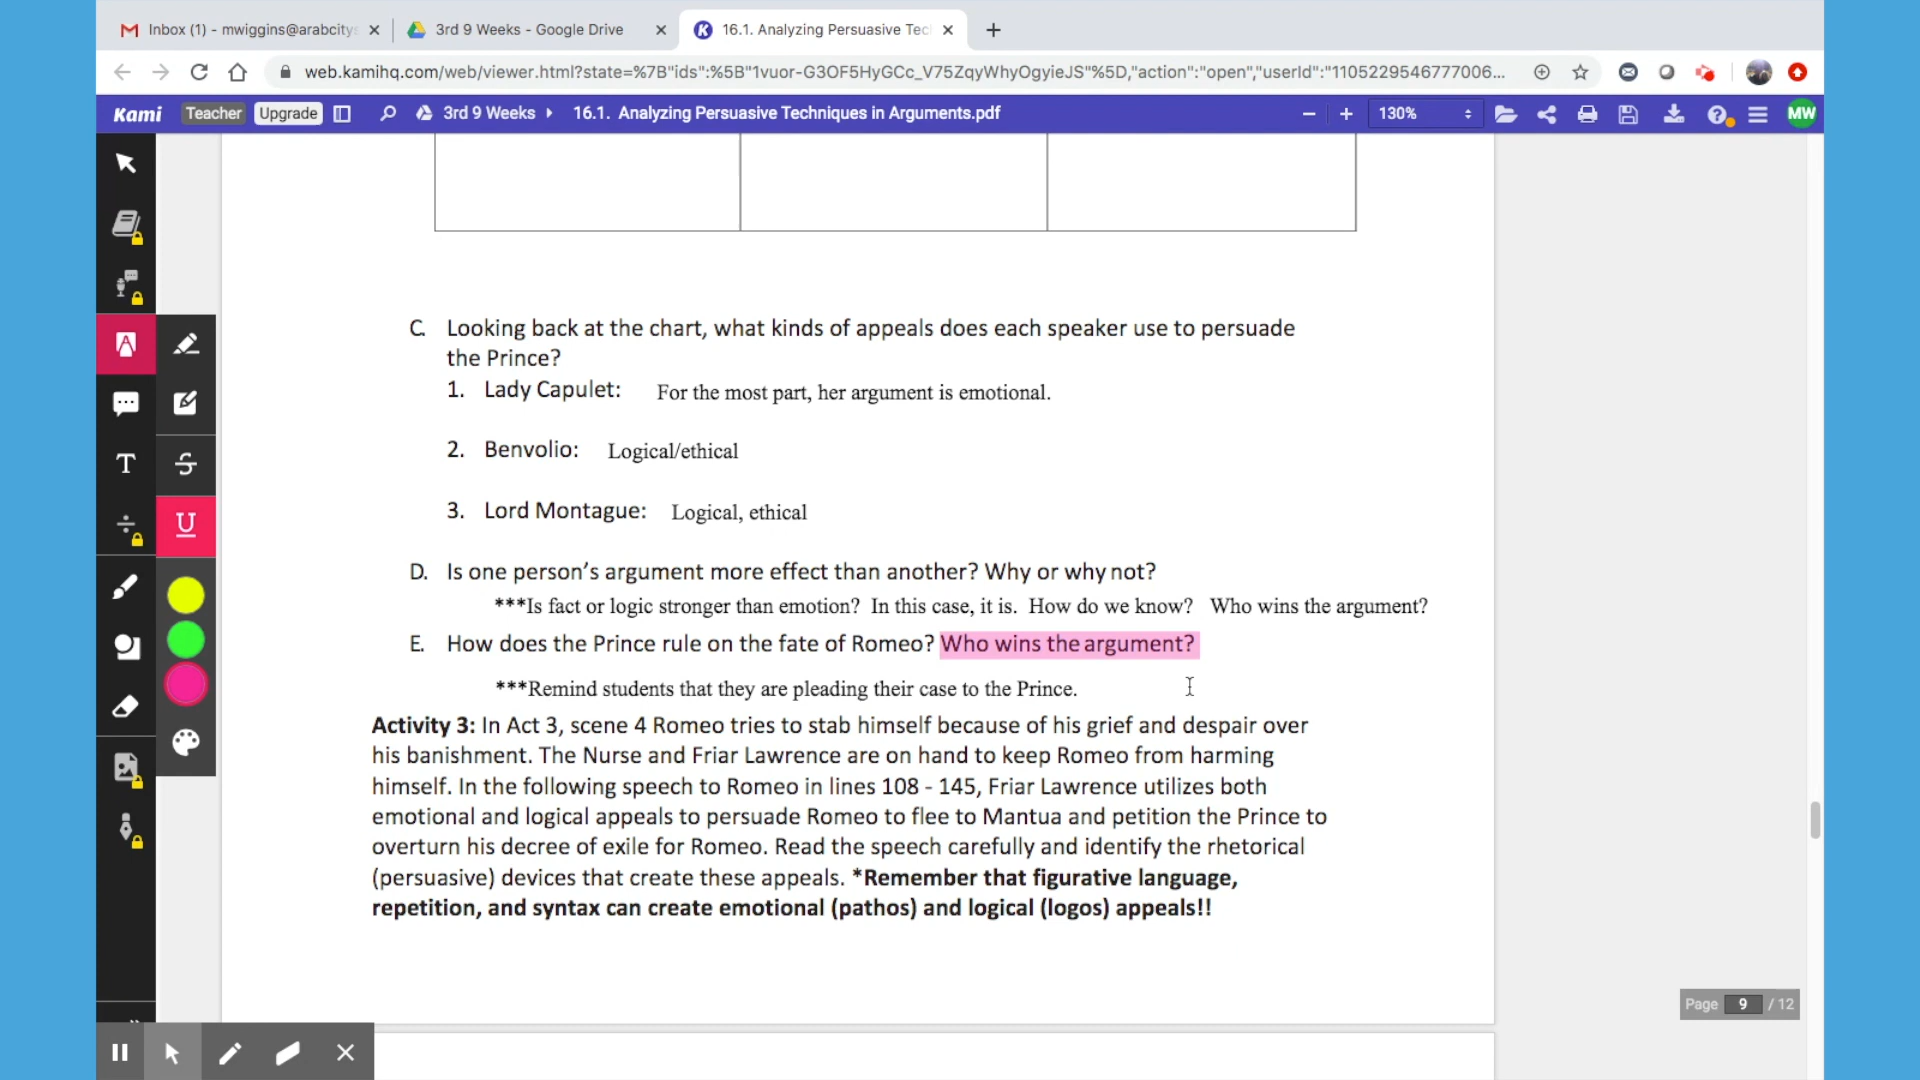 Inbox (1) - mwiggins@arabcitys
3rd 9 Weeks - Google Drive
16.1. Analyzing Persuasive Tec
web.kamihq.com/web/viewer.html?state=%7B"ids":%5B"1vuor-G3OF5HyGCc_V75ZqyWhyOgyieJS"%5D,"action":"open","userId":"1105229546777006...
Kami Teacher Upgrade 3rd 9 Weeks 16.1. Analyzing Persuasive Techniques in Arguments.pdf 130% MW
C. Looking back at the chart, what kinds of appeals does each speaker use to persuade
the Prince?
1. Lady Capulet: For the most part, her argument is emotional.
2. Benvolio: Logical/ethical
3. Lord Montague: Logical, ethical
D. Is one person's argument more effect than another? Why or why not?
***Is fact or logic stronger than emotion? In this case, it is. How do we know? Who wins the argument?
E. How does the Prince rule on the fate of Romeo? Who wins the argument?
***Remind students that they are pleading their case to the Prince.
Activity 3: In Act 3, scene 4 Romeo tries to stab himself because of his grief and despair over
his banishment. The Nurse and Friar Lawrence are on hand to keep Romeo from harming
himself. In the following speech to Romeo in lines 108 - 145, Friar Lawrence utilizes both
emotional and logical appeals to persuade Romeo to flee to Mantua and petition the Prince to
overturn his decree of exile for Romeo. Read the speech carefully and identify the rhetorical
(persuasive) devices that create these appeals. *Remember that figurative language,
repetition, and syntax can create emotional (pathos) and logical (logos) appeals!!
Page 9 / 12